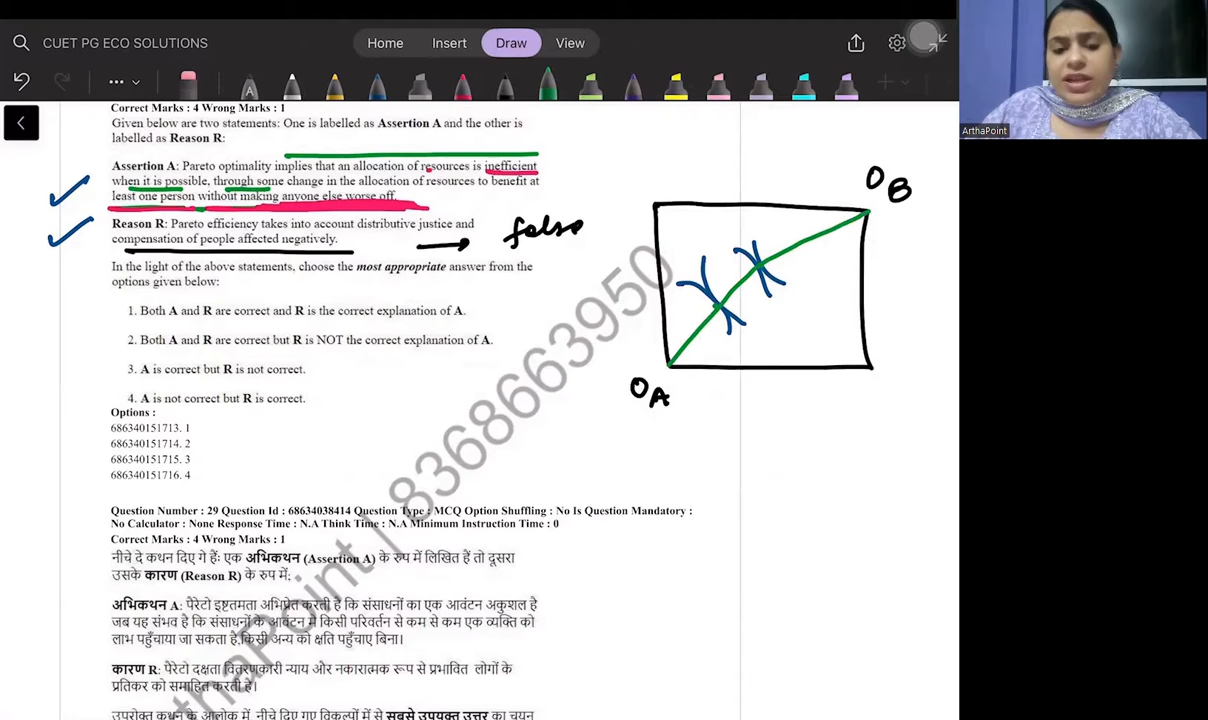 CUET PG ECO SOLUTIONS
Home Insert Draw View
A
ArthaPoint
Correct Marks : 4 Wrong Marks : 1
Given below are two statements: One is labelled as Assertion A and the other is
labelled as Reason R:
Assertion A: Pareto optimality implies that an allocation of resources is inefficient
when it is possible, through some change in the allocation of resources to benefit at
least one person without making anyone else worse off.
Reason R: Pareto efficiency takes into account distributive justice and
compensation of people affected negatively.
false
In the light of the above statements, choose the most appropriate answer from the
options given below:
1. Both A and R are correct and R is the correct explanation of A.
2. Both A and R are correct but R is NOT the correct explanation of A.
3. A is correct but R is not correct.
4. A is not correct but R is correct.
Options :
686340151713. 1
686340151714. 2
686340151715. 3
686340151716. 4
OB
OA
Question Number : 29 Question Id : 68634038414 Question Type : MCQ Option Shuffling : No Is Question Mandatory :
No Calculator : None Response Time : N.A Think Time : N.A Minimum Instruction Time : 0
Correct Marks : 4 Wrong Marks : 1
नीचे दे कथन दिए गे हैं: एक अभिकथन (Assertion A) के रुप में लिखित हैं तो दूसरा
उसके कारण (Reason R) के रुप में;
अभिकथन A: पैरेटो इष्टतमता अभिप्रेत करती है कि संसाधनों का एक आवंटन अकुशल है
जब यह संभव है कि संसाधनों के आवंटन में किसी परिवर्तन से कम से कम एक व्यक्ति को
लाभ पहुँचाया जा सकता है,किसी अन्य को क्षति पहुँचाए बिना।
कारण R: पैरेटो दक्षता वितरणकारी न्याय और नकारात्मक रूप से प्रभावित लोगों के
प्रतिकर को समाहित करती है।
उपरोक्त कथन के आलोक में, नीचे दिए गए विकल्पों में से सबसे उपयुक्त उत्तर का चयन
thaPoint | 8368663950